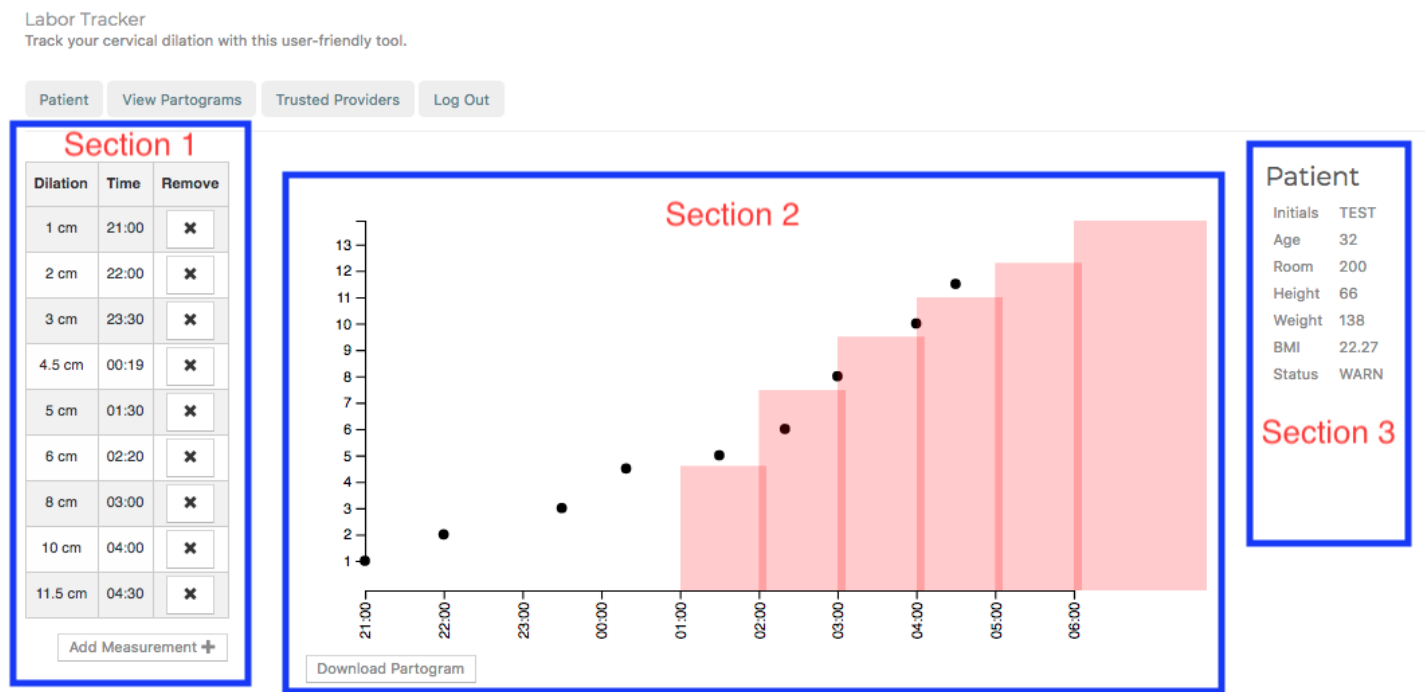 Labor Tracker
Track your cervical dilation with this user-friendly tool.
Patient View Partograms Trusted Providers Log Out
Section 1
Dilation Time Remove
1 cm 21:00 ✖
2 cm 22:00 ✖
3 cm 23:30 ✖
4.5 cm 00:19 ✖
5 cm 01:30 ✖
6 cm 02:20 ✖
8 cm 03:00 ✖
10 cm 04:00 ✖
11.5 cm 04:30 ✖
Add Measurement ✚
Section 2
13
12
11
10
9
8
7
6
5
4
3
2
1
21:00 22:00 23:00 00:00 01:00 02:00 03:00 04:00 05:00 06:00
Download Partogram
Patient
Initials TEST
Age 32
Room 200
Height 66
Weight 138
BMI 22.27
Status WARN
Section 3